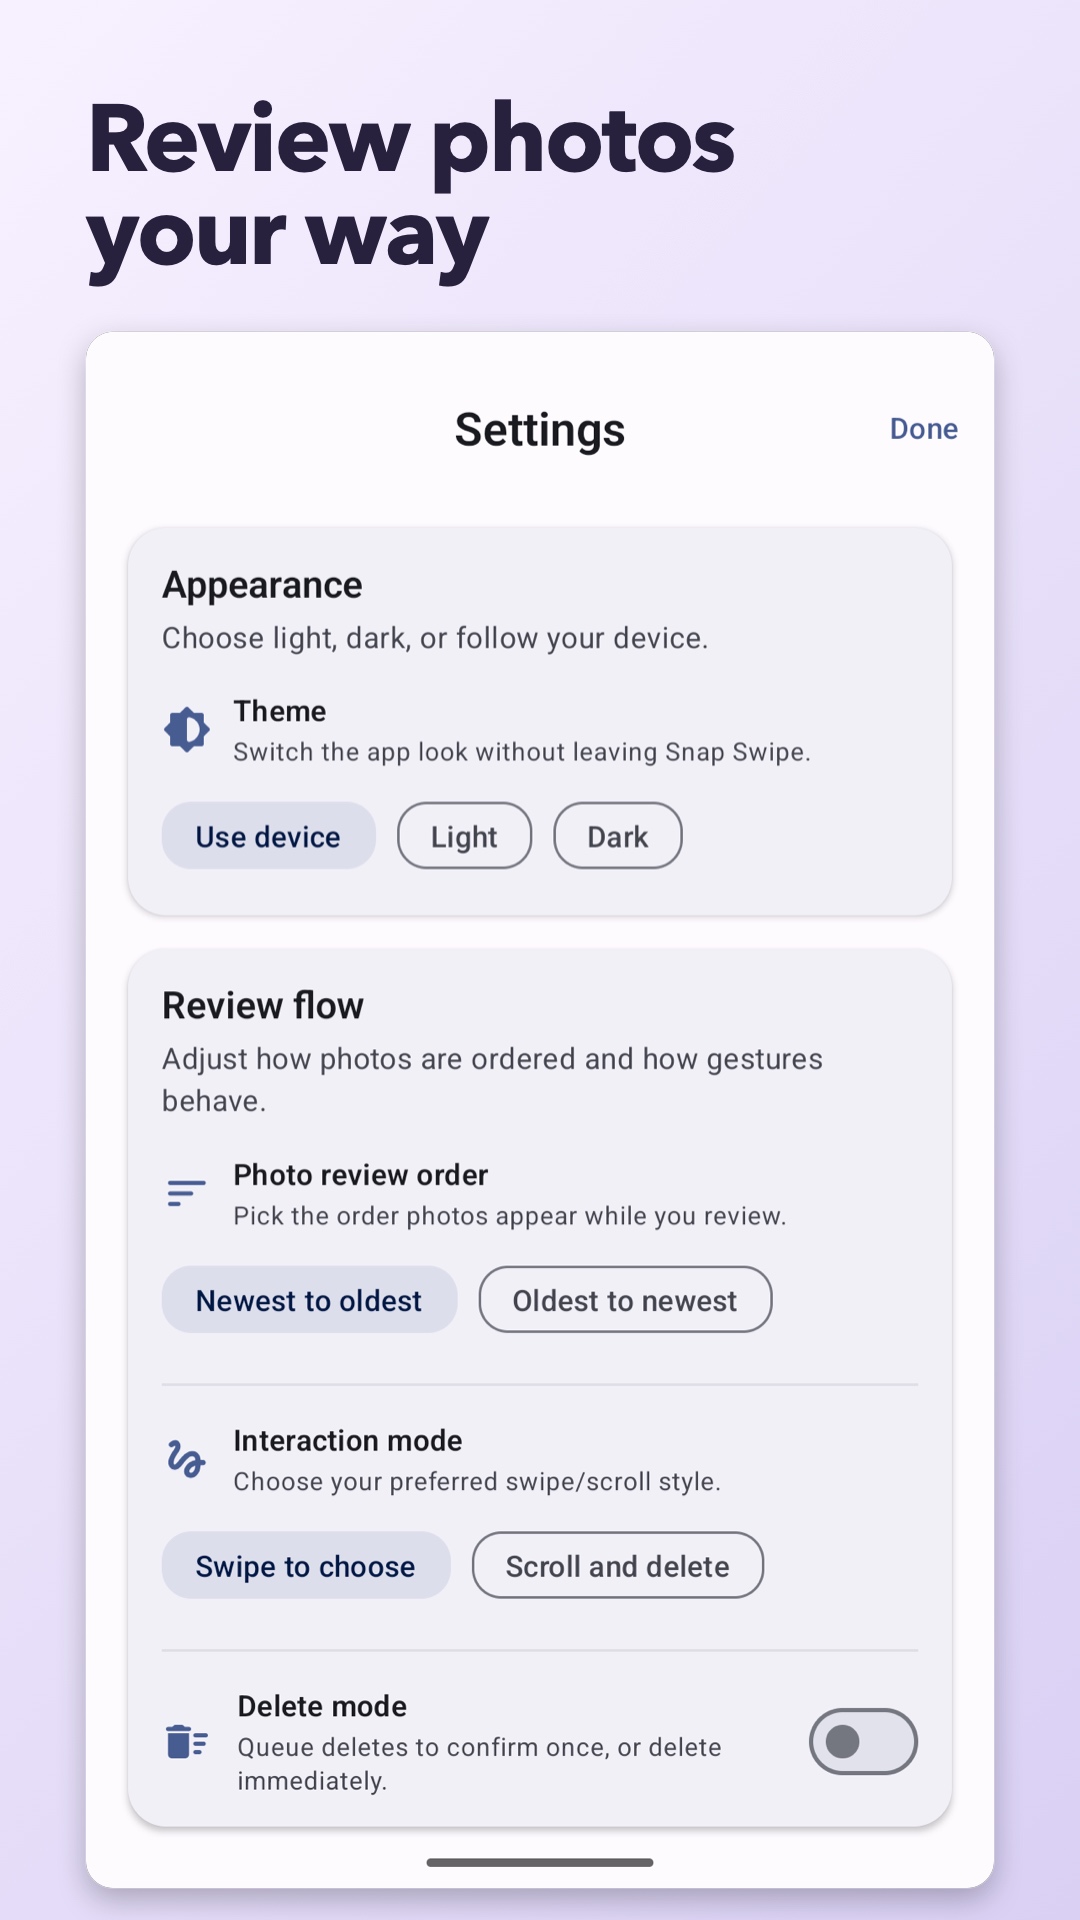 Review photos
your way
Settings
Done
Appearance
Choose light, dark, or follow your device.
Theme
Switch the app look without leaving Snap Swipe.
Use device
Light
Dark
Review flow
Adjust how photos are ordered and how gestures
behave.
Photo review order
Pick the order photos appear while you review.
Newest to oldest
Oldest to newest
Interaction mode
Choose your preferred swipe/scroll style.
Swipe to choose
Scroll and delete
Delete mode
Queue deletes to confirm once, or delete
immediately.